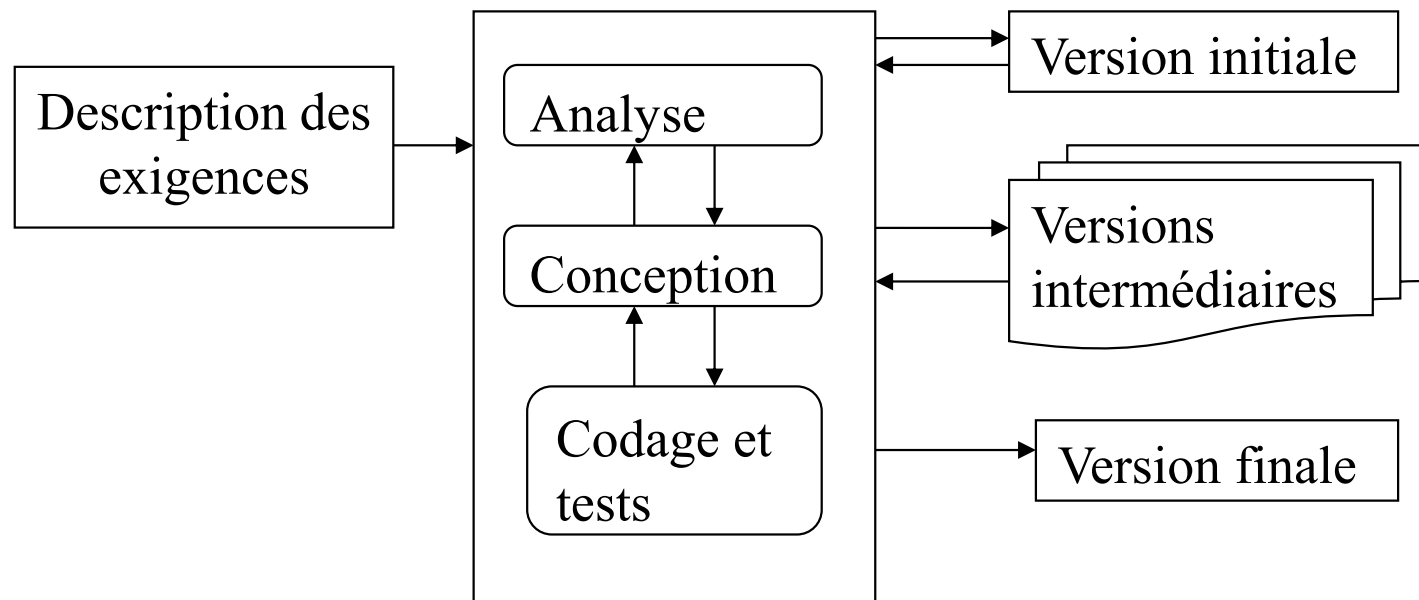 Description des
exigences
Analyse
Conception
Codage et
tests
Version initiale
Versions
intermédiaires
Version finale